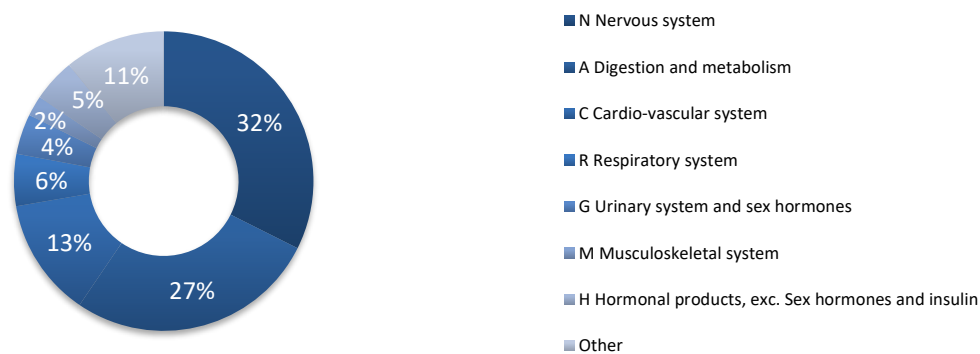 N Nervous system
A Digestion and metabolism
C Cardio-vascular system
R Respiratory system
G Urinary system and sex hormones
M Musculoskeletal system
H Hormonal products, exc. Sex hormones and insulin
Other
32%
27%
13%
6%
4%
2%
5%
11%